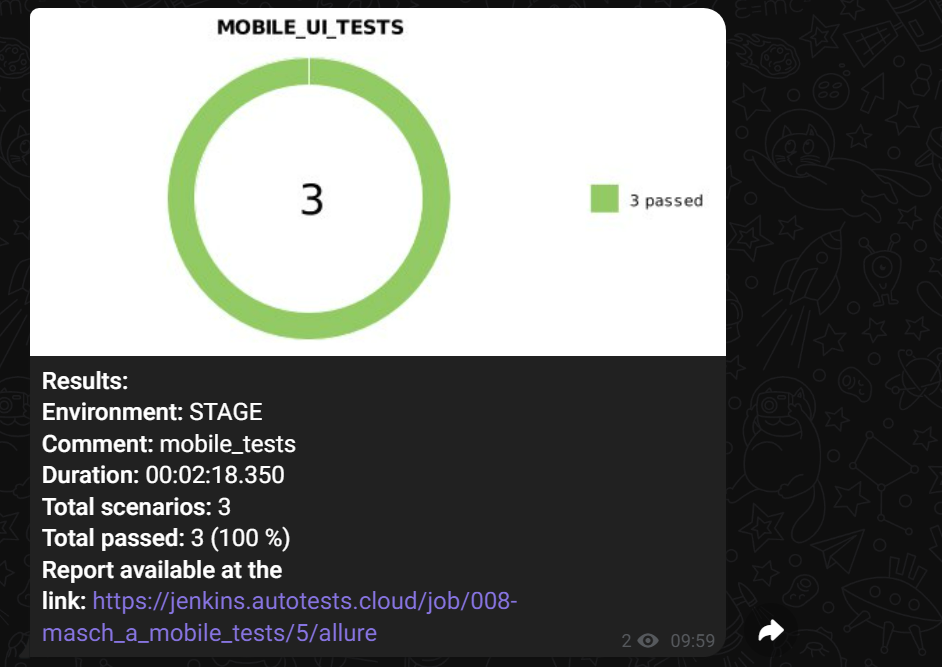 MOBILE_UI_TESTS
3
3 passed
Results:
Environment: STAGE
Comment: mobile_tests
Duration: 00:02:18.350
Total scenarios: 3
Total passed: 3 (100 %)
Report available at the
link: https://jenkins.autotests.cloud/job/008-
masch_a_mobile_tests/5/allure
2 09:59